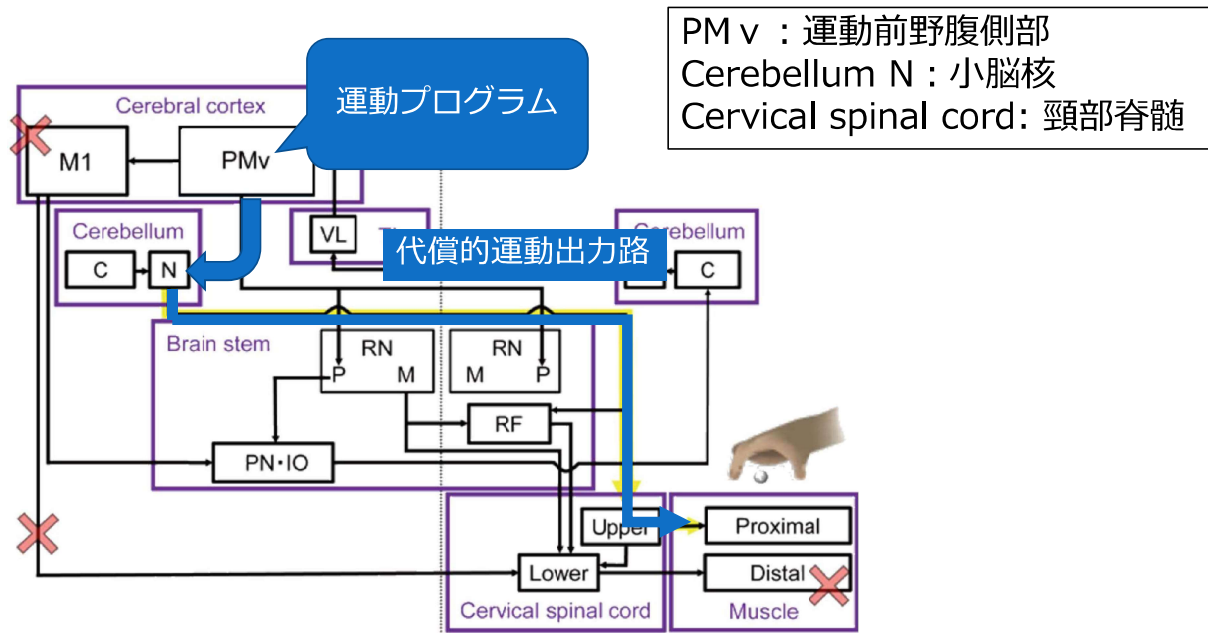 PMv：運動前野腹側部
Cerebellum N：小脳核
Cervical spinal cord: 頸部脊髄
運動プログラム
Cerebral cortex
M1
PMv
Cerebellum
C
N
VL
代償的運動出力路
Cerebellum
C
Brain stem
RN
P
M
RN
M
P
RF
PN・IO
Upper
Lower
Cervical spinal cord
Proximal
Distal
Muscle